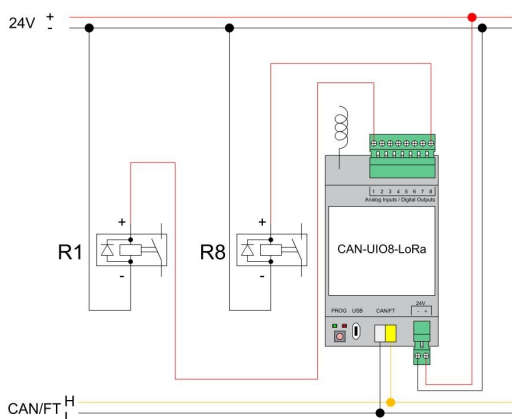 24V +
-
1 2 3 4 5 6 7 8
Analog Inputs / Digital Outputs
+
R1
-
+
R8
-
CAN-UIO8-LoRa
PROG USB CAN/FT
24V
- +
CAN/FT H
L